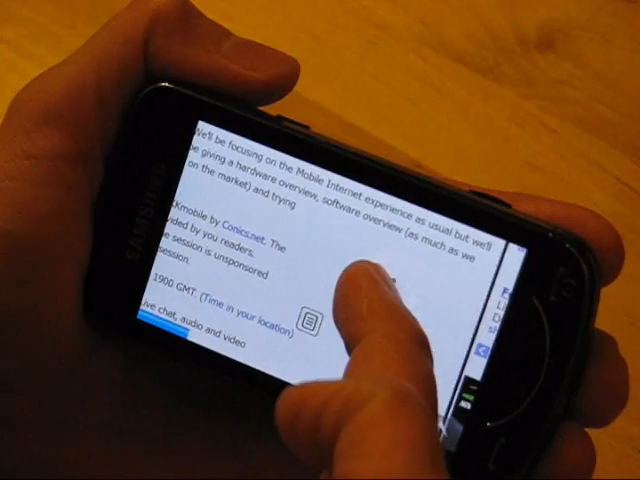 SAMSUNG
We'll be focusing on the Mobile Internet experience as usual but we'll
be giving a hardware overview, software overview (as much as we
on the market) and trying
XXmobile by Conics.net. The
vided by you readers.
e session is unsponsored
session.
1900 GMT. (Time in your location)
Live chat, audio and video